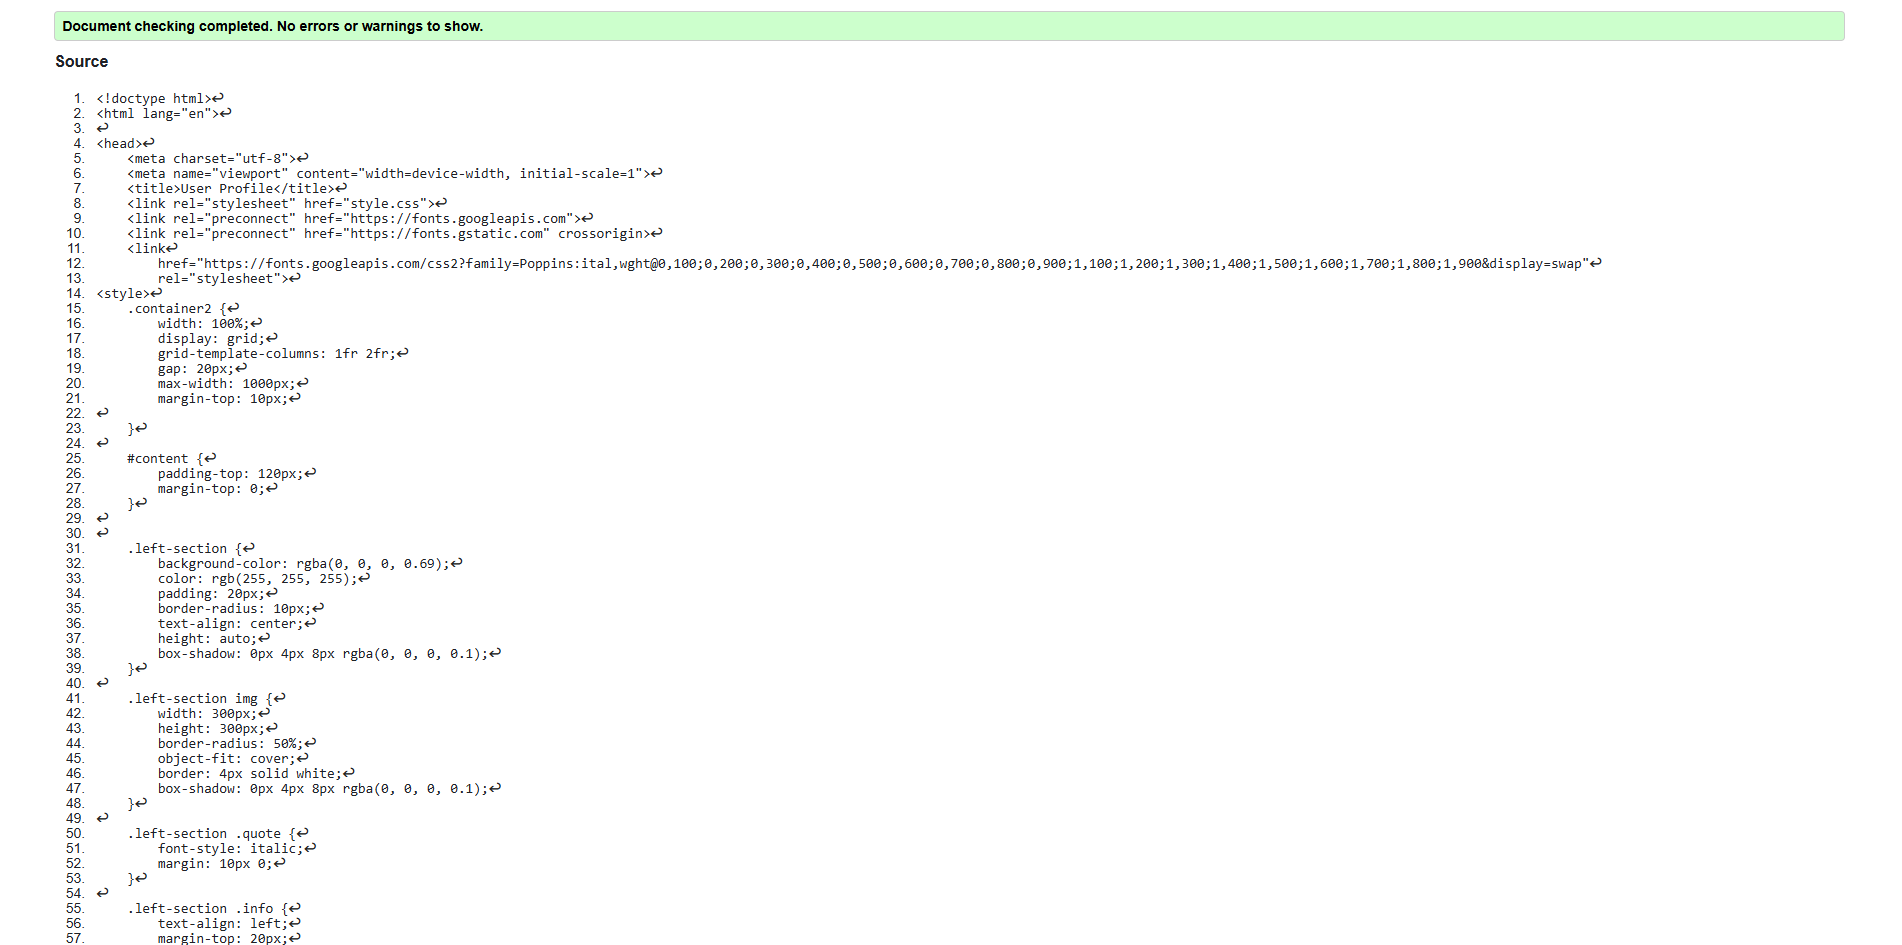 Document checking completed. No errors or warnings to show.
Source
1. <!doctype html>↩
2. <html lang="en">↩
3. ↩
4. <head>↩
5. <meta charset="utf-8">↩
6. <meta name="viewport" content="width=device-width, initial-scale=1">↩
7. <title>User Profile</title>↩
8. <link rel="stylesheet" href="style.css">↩
9. <link rel="preconnect" href="https://fonts.googleapis.com">↩
10. <link rel="preconnect" href="https://fonts.gstatic.com" crossorigin>↩
11. <link↩
12. href="https://fonts.googleapis.com/css2?family=Poppins:ital,wght@0,100;0,200;0,300;0,400;0,500;0,600;0,700;0,800;0,900;1,100;1,200;1,300;1,400;1,500;1,600;1,700;1,800;1,900&display=swap"↩
13. rel="stylesheet">↩
14. <style>↩
15. .container2 {↩
16. width: 100%;↩
17. display: grid;↩
18. grid-template-columns: 1fr 2fr;↩
19. gap: 20px;↩
20. max-width: 1000px;↩
21. margin-top: 10px;↩
22. ↩
23. }↩
24. ↩
25. #content {↩
26. padding-top: 120px;↩
27. margin-top: 0;↩
28. }↩
29. ↩
30. ↩
31. .left-section {↩
32. background-color: rgba(0, 0, 0, 0.69);↩
33. color: rgb(255, 255, 255);↩
34. padding: 20px;↩
35. border-radius: 10px;↩
36. text-align: center;↩
37. height: auto;↩
38. box-shadow: 0px 4px 8px rgba(0, 0, 0, 0.1);↩
39. }↩
40. ↩
41. .left-section img {↩
42. width: 300px;↩
43. height: 300px;↩
44. border-radius: 50%;↩
45. object-fit: cover;↩
46. border: 4px solid white;↩
47. box-shadow: 0px 4px 8px rgba(0, 0, 0, 0.1);↩
48. }↩
49. ↩
50. .left-section .quote {↩
51. font-style: italic;↩
52. margin: 10px 0;↩
53. }↩
54. ↩
55. .left-section .info {↩
56. text-align: left;↩
57. margin-top: 20px;↩